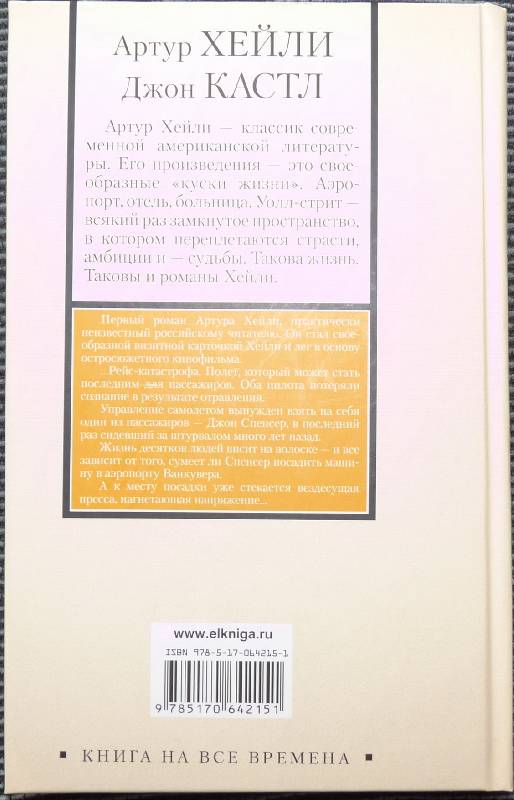 Артур ХЕЙЛИ
Джон КАСТЛ
Артур Хейли — классик совре-
менной американской литерату-
ры. Его произведения — это свое-
образные «куски жизни». Аэро-
порт, отель, больница, Уолл-стрит —
всякий раз замкнутое пространство,
в котором переплетаются страсти,
амбиции и — судьбы. Такова жизнь.
Таковы и романы Хейли.
Первый роман Артура Хейли, практически
неизвестный российскому читателю. Он стал свое-
образной визитной карточкой Хейли и лег в основу
остросюжетного кинофильма.
...Рейс-катастрофа. Полет, который может стать
последним для пассажиров. Оба пилота потеряли
сознание в результате отравления.
Управление самолетом вынужден взять на себя
один из пассажиров — Джон Спенсер, в последний
раз сидевший за штурвалом много лет назад.
Жизнь десятков людей висит на волоске — и все
зависит от того, сумеет ли Спенсер посадить маши-
ну в аэропорту Ванкувера.
А к месту посадки уже стекается вездесущая
пресса, нагнетающая напряжение...
www.elkniga.ru
ISBN 978-5-17-064215-1
9 785170 642151
▪ КНИГА НА ВСЕ ВРЕМЕНА ▪